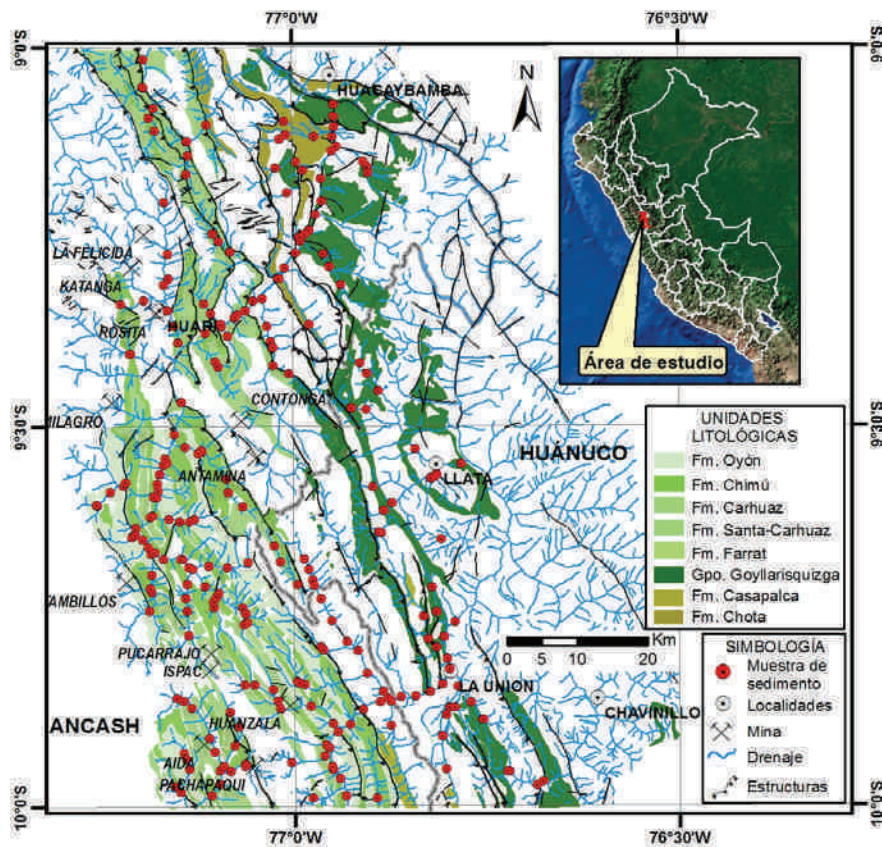 77°0'W
76°30'W
9°0'S
9°0'S
HUACAYBAMBA
N
LA FELICIDA
KATANGA
ROSITA
HUARI
Área de estudio
CONTONGA
MILAGRO
9°30'S
9°30'S
HUÁNUCO
ANTAMINA
LLATA
UNIDADES
LITOLÓGICAS
Fm. Oyón
Fm. Chimú
Fm. Carhuaz
Fm. Santa-Carhuaz
Fm. Farrat
Gpo. Goyllarisquizga
Fm. Casapalca
Fm. Chota
TAMBILLOS
Km
0 5 10 20
PUCARRAJO
ISPAC
LA UNION
CHAVINILLO
ANCASH
HUANZALA
AIDA
PACHAPAQUI
SIMBOLOGÍA
Muestra de
sedimento
Localidades
Mina
Drenaje
Estructuras
10°0'S
10°0'S
77°0'W
76°30'W